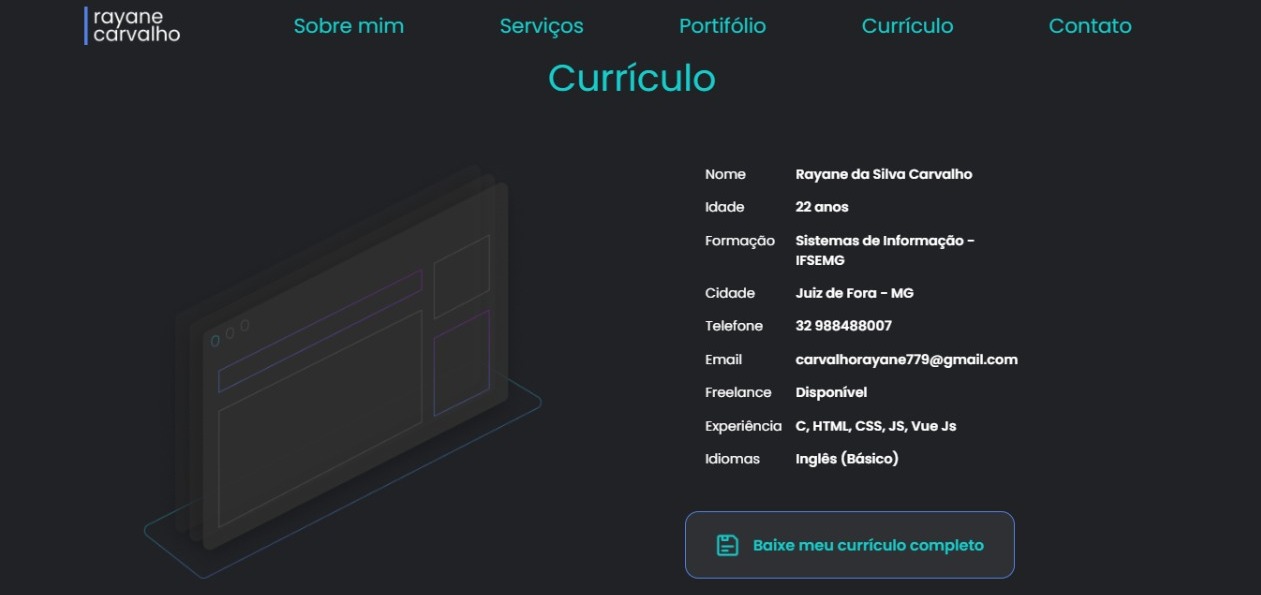 rayane
carvalho
Sobre mim Serviços Portifólio Currículo Contato
Currículo
Nome Rayane da Silva Carvalho
Idade 22 anos
Formação Sistemas de Informação -
IFSEMG
Cidade Juiz de Fora - MG
Telefone 32 988488007
Email carvalhorayane779@gmail.com
Freelance Disponível
Experiência C, HTML, CSS, JS, Vue Js
Idiomas Inglês (Básico)
Baixe meu currículo completo